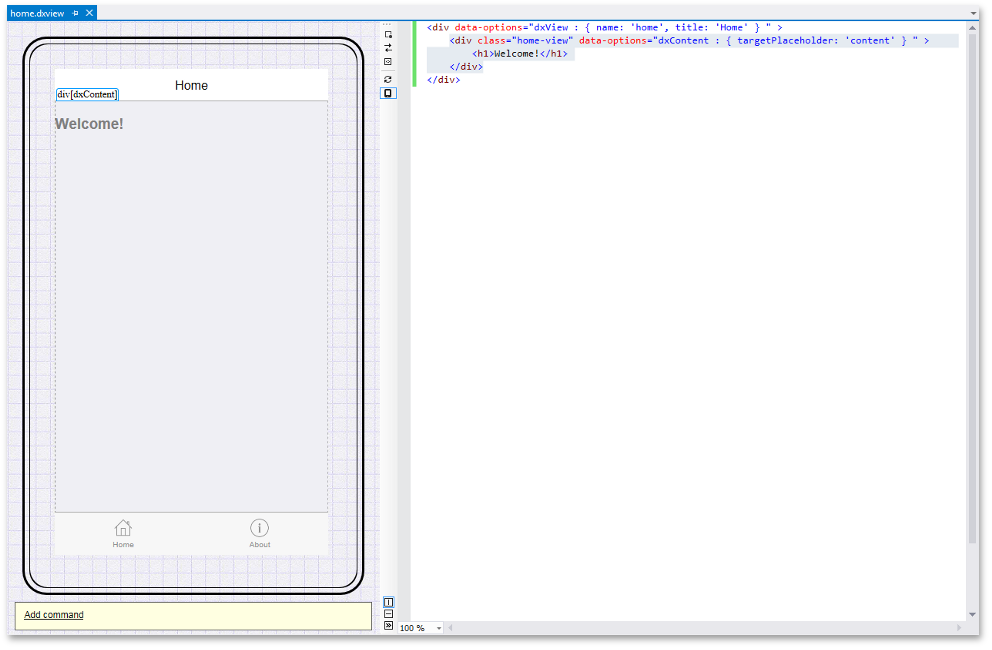 home.dxview
Home
div[dxContent]
Welcome!
Home
About
Add command
<div data-options="dxView : { name: 'home', title: 'Home' } " >
<div class="home-view" data-options="dxContent : { targetPlaceholder: 'content' } " >
<h1>Welcome!</h1>
</div>
</div>
100 %